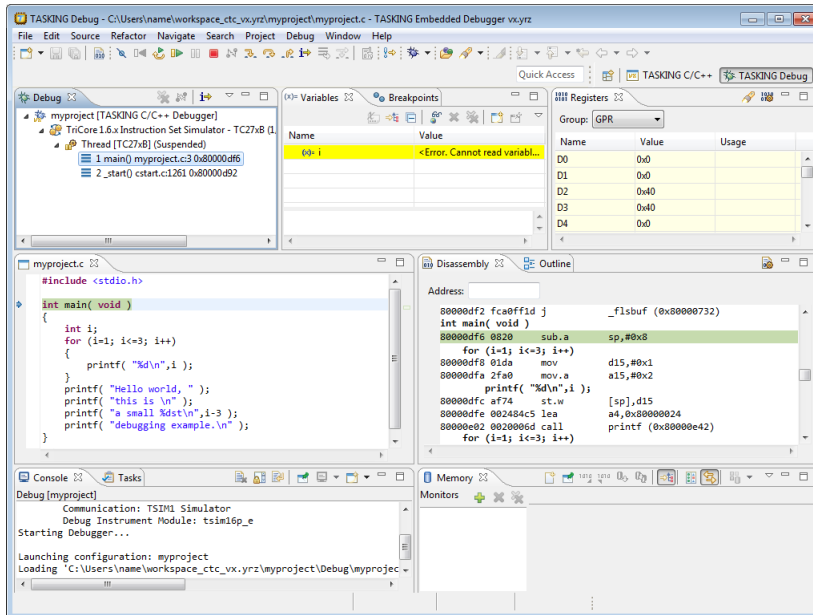 TASKING Debug - C:\Users\name\workspace_ctc_vx.yrz\myproject\myproject.c - TASKING Embedded Debugger vx.yrz
File Edit Source Refactor Navigate Search Project Debug Window Help
Quick Access TASKING C/C++ TASKING Debug
Debug
myproject [TASKING C/C++ Debugger]
TriCore 1.6.x Instruction Set Simulator - TC27xB (1.
Thread [TC27xB] (Suspended)
1 main() myproject.c:3 0x80000df6
2 _start() cstart.c:1261 0x80000d92
(x)= Variables Breakpoints
Name Value
(x)= i <Error. Cannot read variabl...
Registers
Group: GPR
Name Value Usage
D0 0x0
D1 0x0
D2 0x40
D3 0x40
D4 0x0
myproject.c
#include <stdio.h>
int main( void )
{
int i;
for (i=1; i<=3; i++)
{
printf( "%d\n",i );
}
printf( "Hello world, " );
printf( "this is \n" );
printf( "a small %dst\n",i-3 );
printf( "debugging example.\n" );
}
Disassembly Outline
Address:
80000df2 fca0ff1d j _flsbuf (0x80000732)
int main( void )
80000df6 0820 sub.a sp,#0x8
for (i=1; i<=3; i++)
80000df8 01da mov d15,#0x1
80000dfa 2fa0 mov.a a15,#0x2
printf( "%d\n",i );
80000dfc af74 st.w [sp],d15
80000dfe 002484c5 lea a4,0x80000024
80000e02 0020006d call printf (0x80000e42)
for (i=1; i<=3; i++)
Console Tasks
Debug [myproject]
Communication: TSIM1 Simulator
Debug Instrument Module: tsim16p_e
Starting Debugger...
Launching configuration: myproject
Loading 'C:\Users\name\workspace_ctc_vx.yrz\myproject\Debug\myprojec
Memory
Monitors